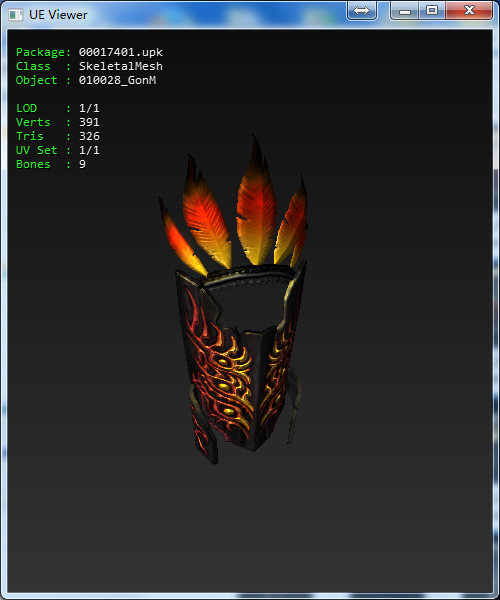 UE Viewer
Package: 00017401.upk
Class : SkeletalMesh
Object : 010028_GonM
LOD : 1/1
Verts : 391
Tris : 326
UV Set : 1/1
Bones : 9